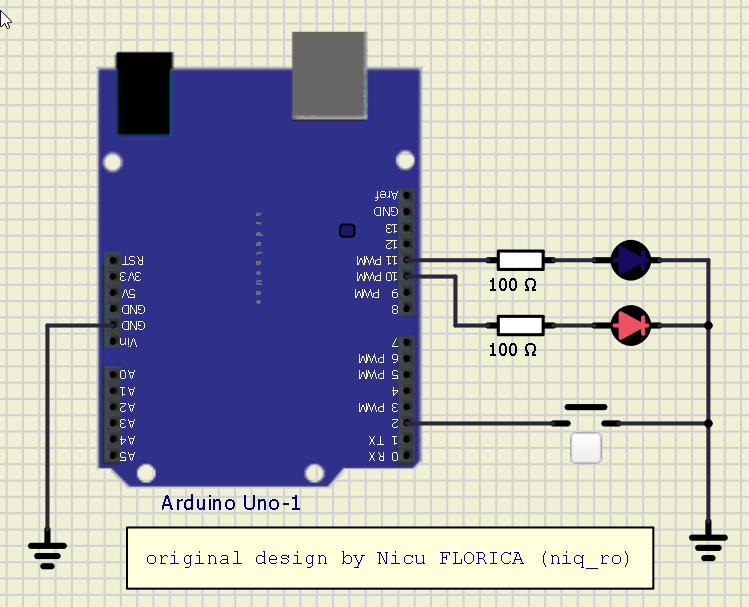 Aref
GND
13
12
PWM 11
PWM 10
PWM 9
8
7
PWM 6
PWM 5
4
PWM 3
2
TX 1
RX 0
RST
3V3
5V
GND
GND
Vin
A0
A1
A2
A3
A4
A5
arduinoUno
100 Ω
100 Ω
Arduino Uno-1
original design by Nicu FLORICA (niq_ro)